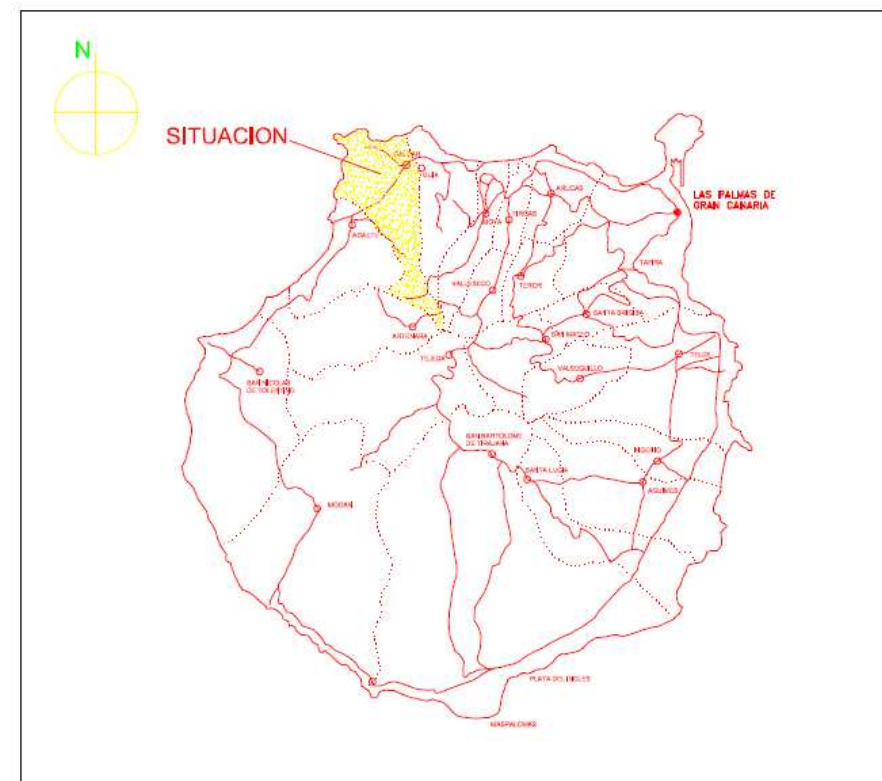 N
SITUACION
GALDAR
GUIA
ARUCAS
LAS PALMAS DE
GRAN CANARIA
MOYA
FIRGAS
AGAETE
TAFIRA
VALLESECO
TEROR
SANTA BRIGIDA
ARTENARA
SAN MATEO
TEJEDA
TELDE
SAN NICOLAS
DE TOLENTINO
VALSEQUILLO
SAN BARTOLOME
DE TIRAJANA
INGENIO
SANTA LUCIA
AGUIMES
MOGAN
PLAYA DEL INGLES
MASPALOMAS